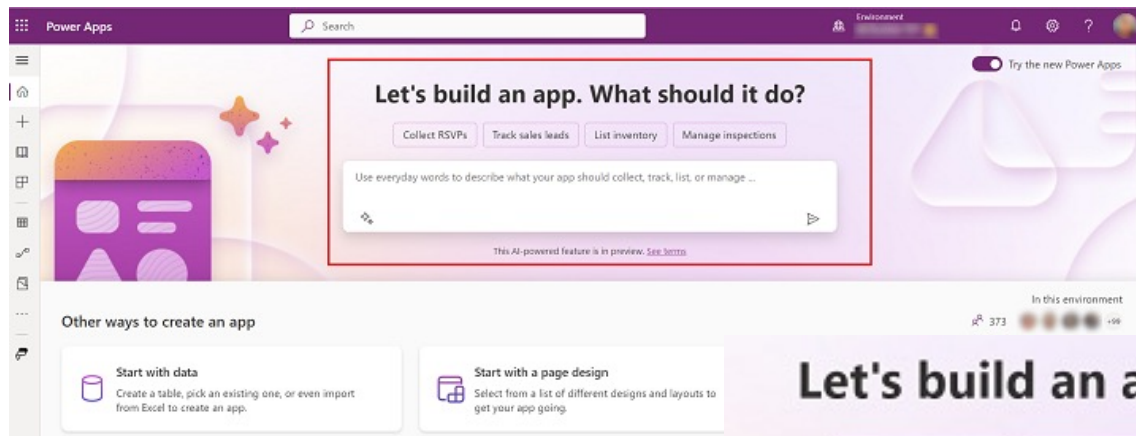 Power Apps
Search
Environment
Try the new Power Apps
Let's build an app. What should it do?
Collect RSVPs
Track sales leads
List inventory
Manage inspections
Use everyday words to describe what your app should collect, track, list, or manage ...
This AI-powered feature is in preview. See terms
In this environment
Other ways to create an app
373
+99
Start with data
Create a table, pick an existing one, or even import
from Excel to create an app.
Start with a page design
Select from a list of different designs and layouts to
get your app going.
Let's build an a